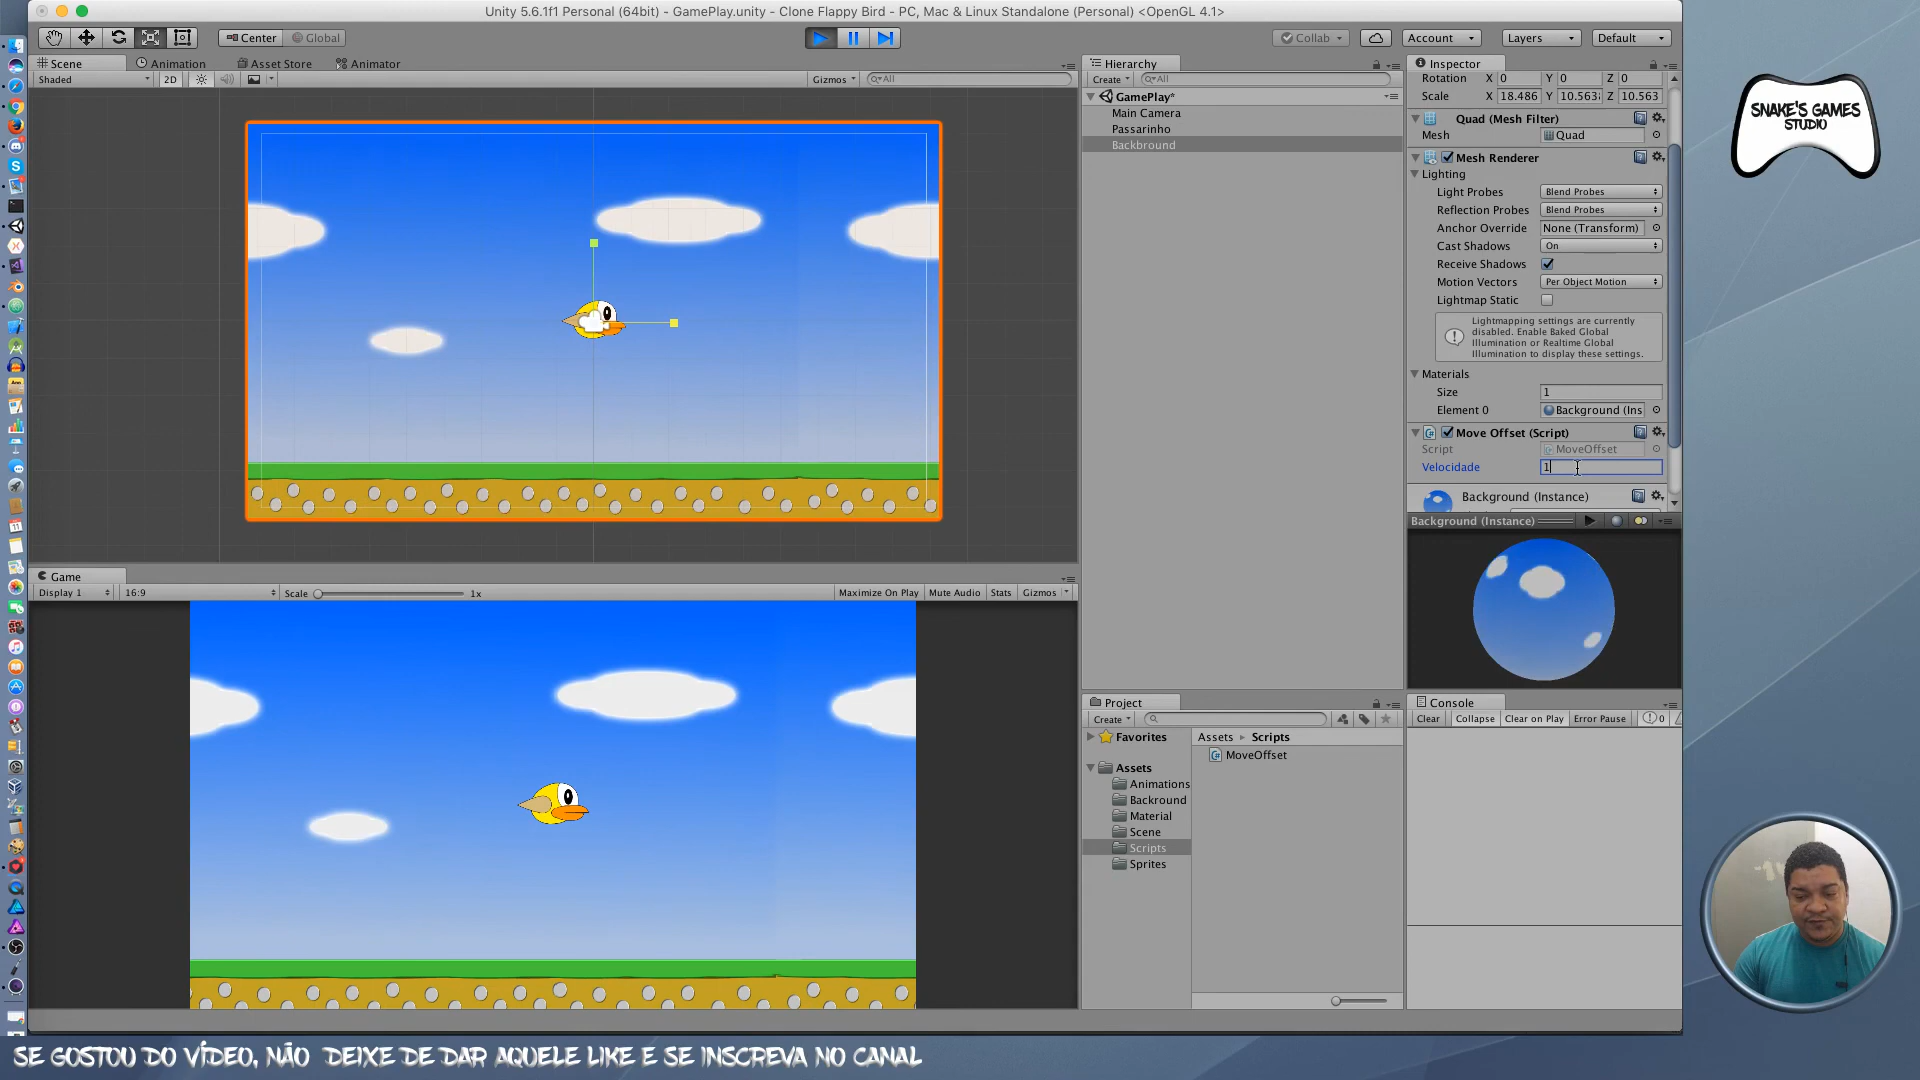 Unity 5.6.1f1 Personal (64bit) - GamePlay.unity - Clone Flappy Bird - PC, Mac & Linux Standalone (Personal) <OpenGL 4.1>
Center
Global
Collab
Account
Layers
Default
Scene
Animation
Asset Store
Animator
Shaded
2D
Gizmos
All
Hierarchy
Create
All
GamePlay*
Main Camera
Passarinho
Backbround
Inspector
Rotation X 0 Y 0 Z 0
Scale X 18.486 Y 10.563 Z 10.563
Quad (Mesh Filter)
Mesh Quad
Mesh Renderer
Lighting
Light Probes Blend Probes
Reflection Probes Blend Probes
Anchor Override None (Transform)
Cast Shadows On
Receive Shadows
Motion Vectors Per Object Motion
Lightmap Static
Lightmapping settings are currently
disabled. Enable Baked Global
Illumination or Realtime Global
Illumination to display these settings.
Materials
Size 1
Element 0 Background (Ins
Move Offset (Script)
Script MoveOffset
Velocidade 1
Background (Instance)
Background (Instance)
Game
Display 1
16:9
Scale 1x
Maximize On Play
Mute Audio
Stats
Gizmos
Project
Create
Favorites
Assets
Animations
Backround
Material
Scene
Scripts
Sprites
Assets
Scripts
MoveOffset
Console
Clear
Collapse
Clear on Play
Error Pause
0
SNAKE'S GAMES
STUDIO
SE GOSTOU DO VÍDEO, NÃO DEIXE DE DAR AQUELE LIKE E SE INSCREVA NO CANAL